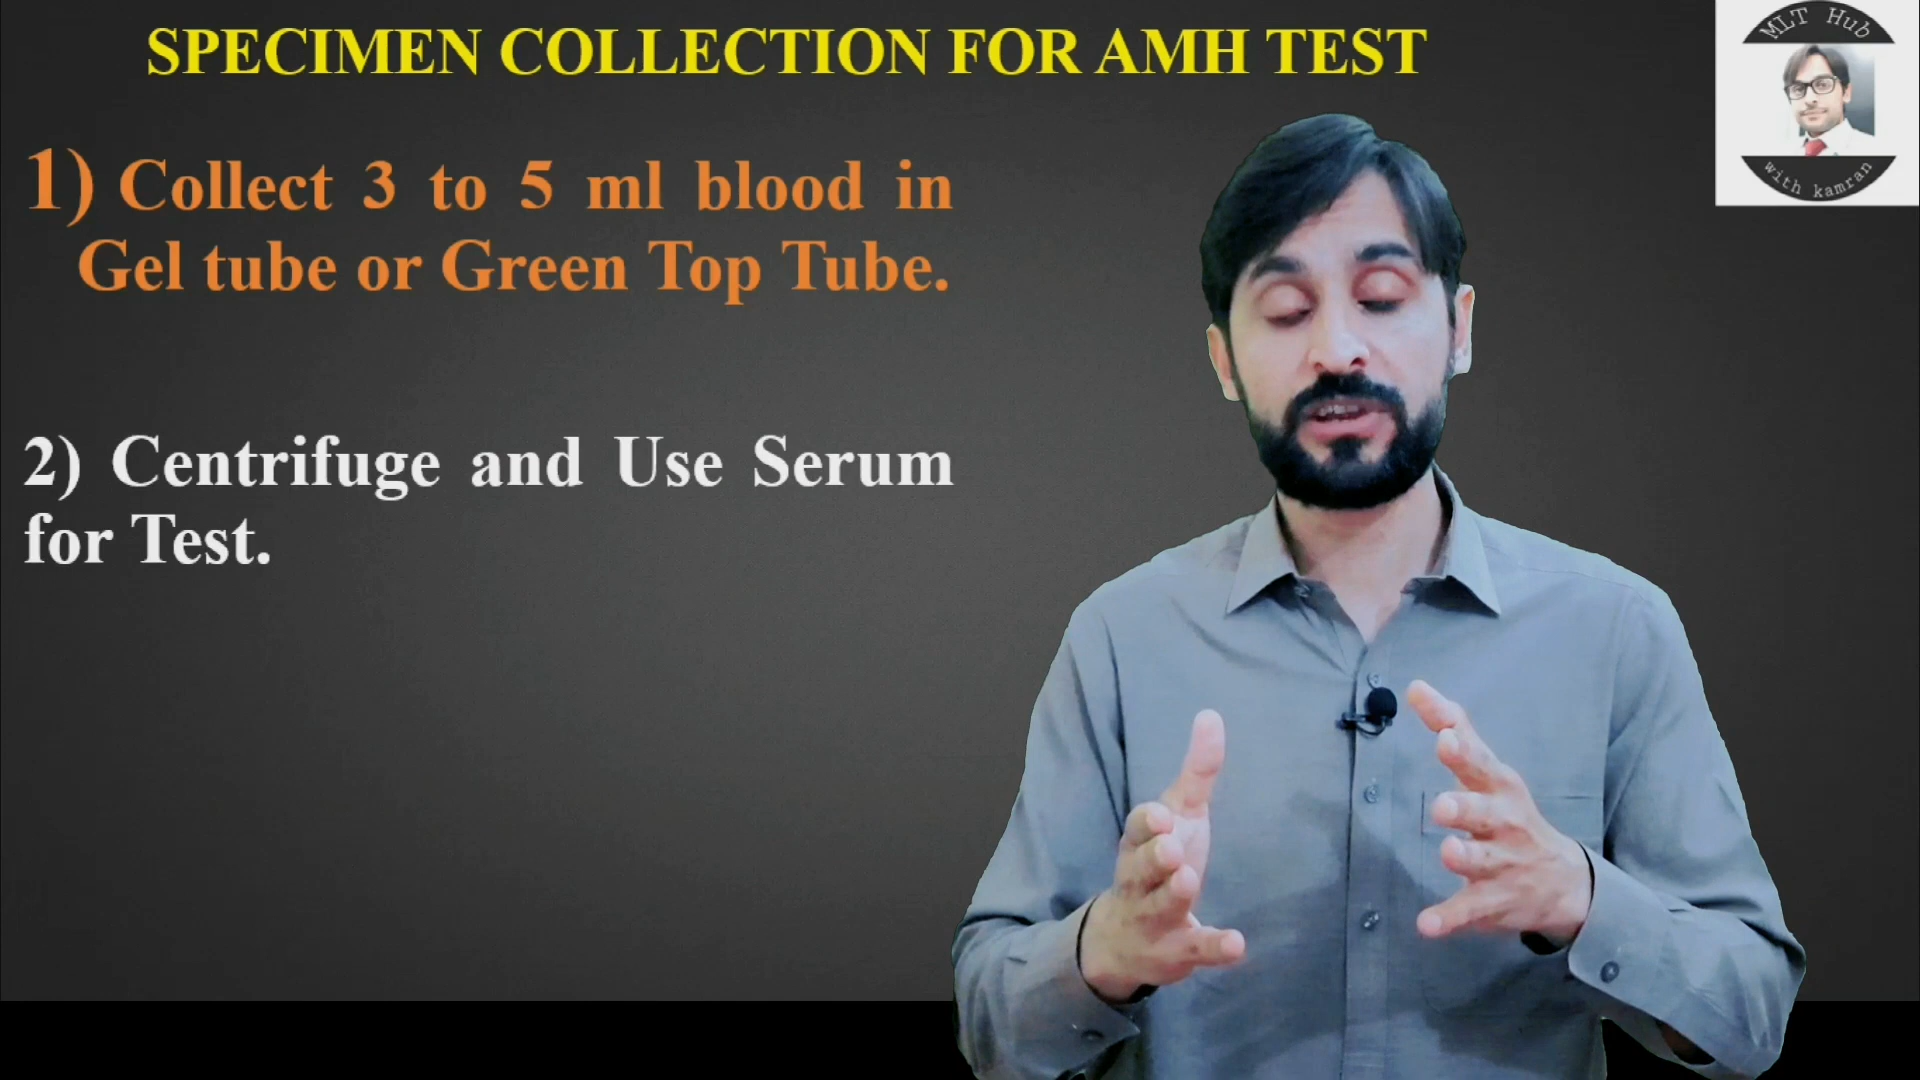 SPECIMEN COLLECTION FOR AMH TEST
MLT Hub
with kamran
1) Collect 3 to 5 ml blood in
Gel tube or Green Top Tube.
2) Centrifuge and Use Serum
for Test.